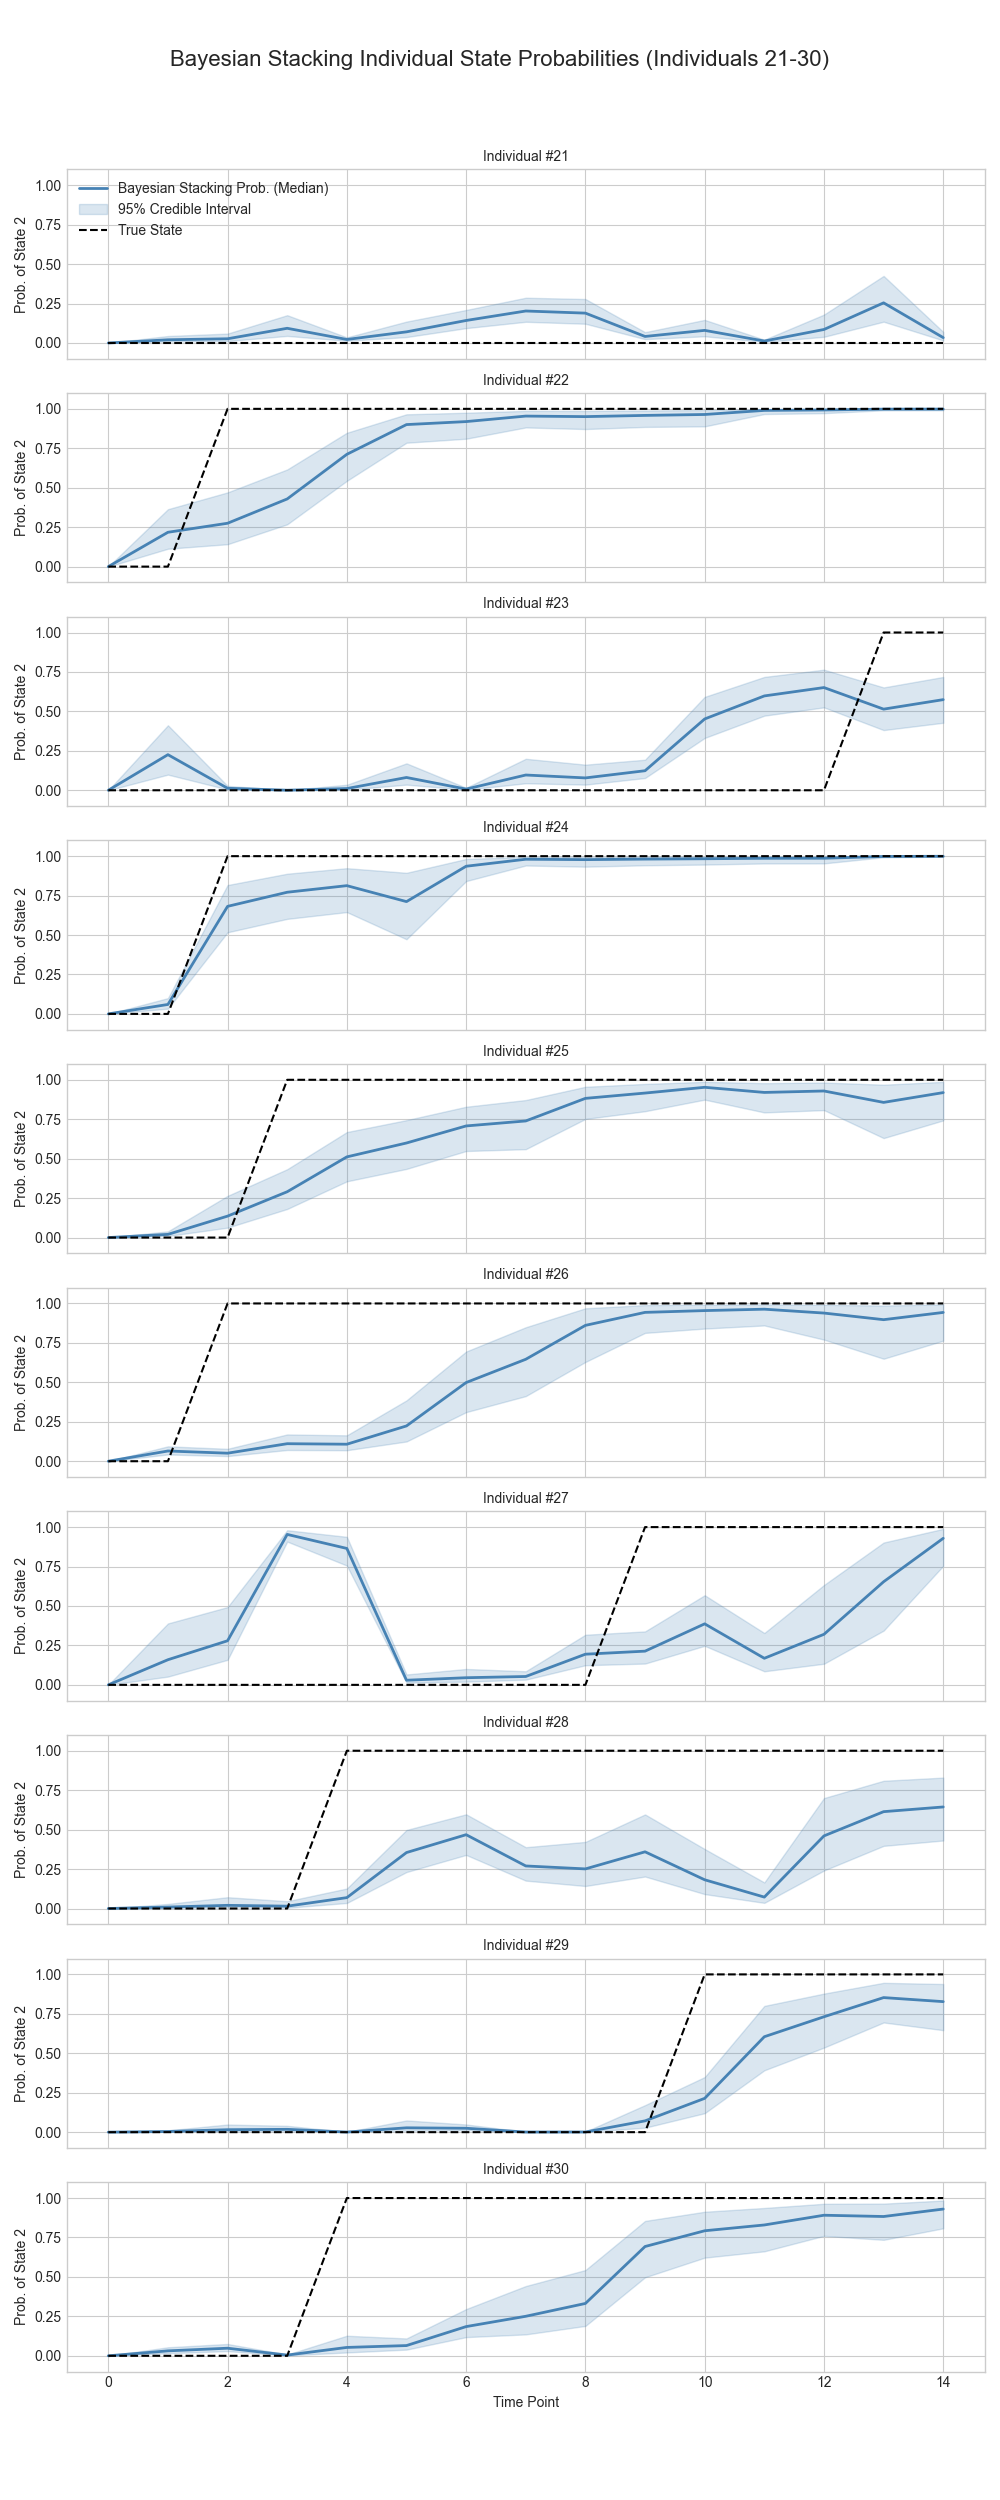 Bayesian Stacking Individual State Probabilities (Individuals 21-30)
Individual #21
Bayesian Stacking Prob. (Median)
95% Credible Interval
True State
1.00
0.75
0.50
0.25
0.00
Prob. of State 2
Individual #22
1.00
0.75
0.50
0.25
0.00
Prob. of State 2
Individual #23
1.00
0.75
0.50
0.25
0.00
Prob. of State 2
Individual #24
1.00
0.75
0.50
0.25
0.00
Prob. of State 2
Individual #25
1.00
0.75
0.50
0.25
0.00
Prob. of State 2
Individual #26
1.00
0.75
0.50
0.25
0.00
Prob. of State 2
Individual #27
1.00
0.75
0.50
0.25
0.00
Prob. of State 2
Individual #28
1.00
0.75
0.50
0.25
0.00
Prob. of State 2
Individual #29
1.00
0.75
0.50
0.25
0.00
Prob. of State 2
Individual #30
1.00
0.75
0.50
0.25
0.00
Prob. of State 2
0 2 4 6 8 10 12 14
Time Point